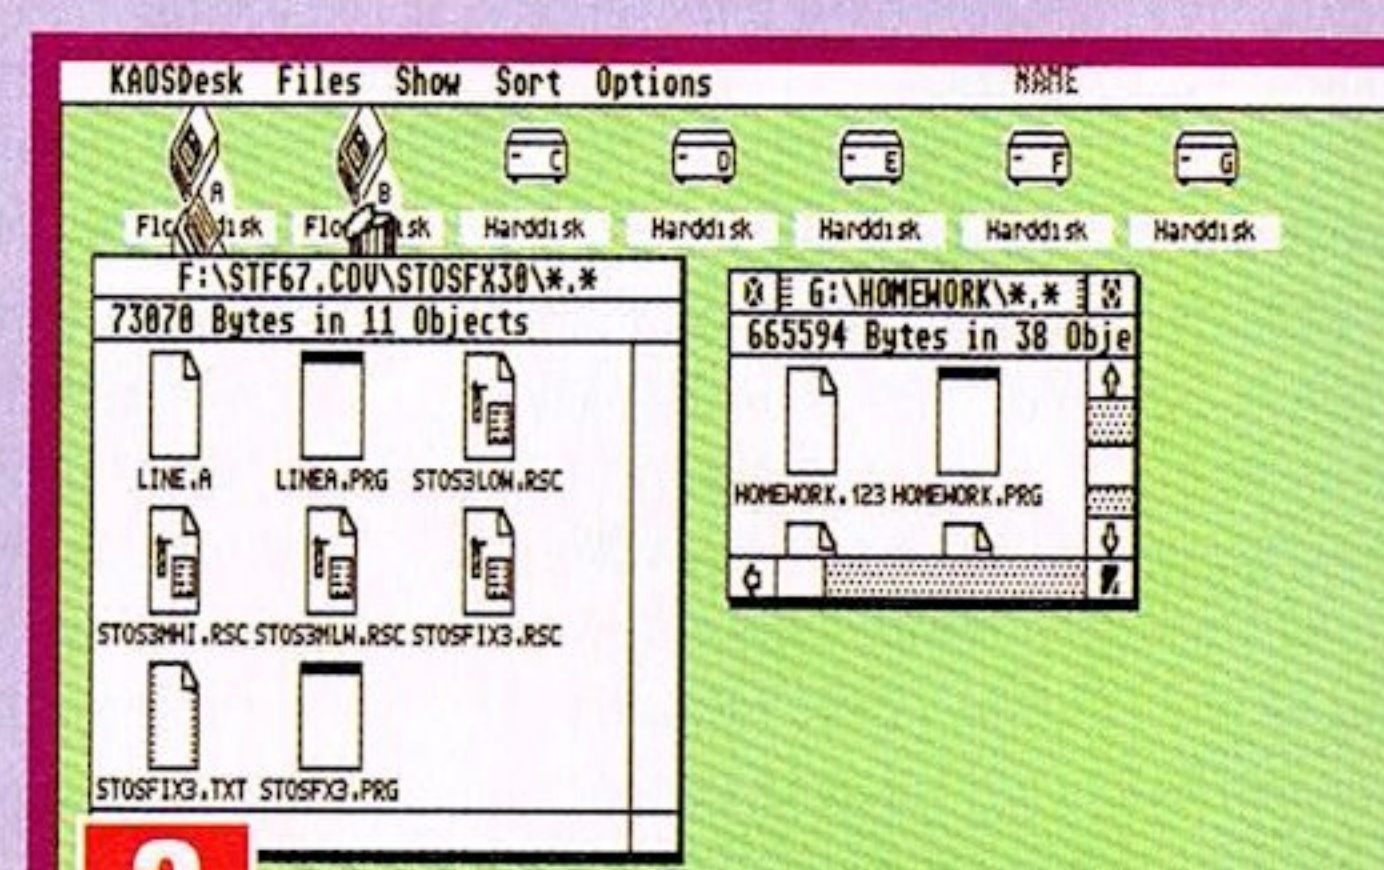 KAOSDesk Files Show Sort Options NAME
A B C D E F G
Harddisk Harddisk Harddisk Harddisk Harddisk
F:\STF67.CDV\STOSFX30\*.*
73070 Bytes in 11 Objects
LINE.A LINEA.PRG STOS3LOW.RSC
STOS3MHI.RSC STOS3MLW.RSC STOSFIX3.RSC
STOSFIX3.TXT STOSFX3.PRG
G:\HOMEWORK\*.*
665594 Bytes in 38 Obje
HOMEWORK.123 HOMEWORK.PRG